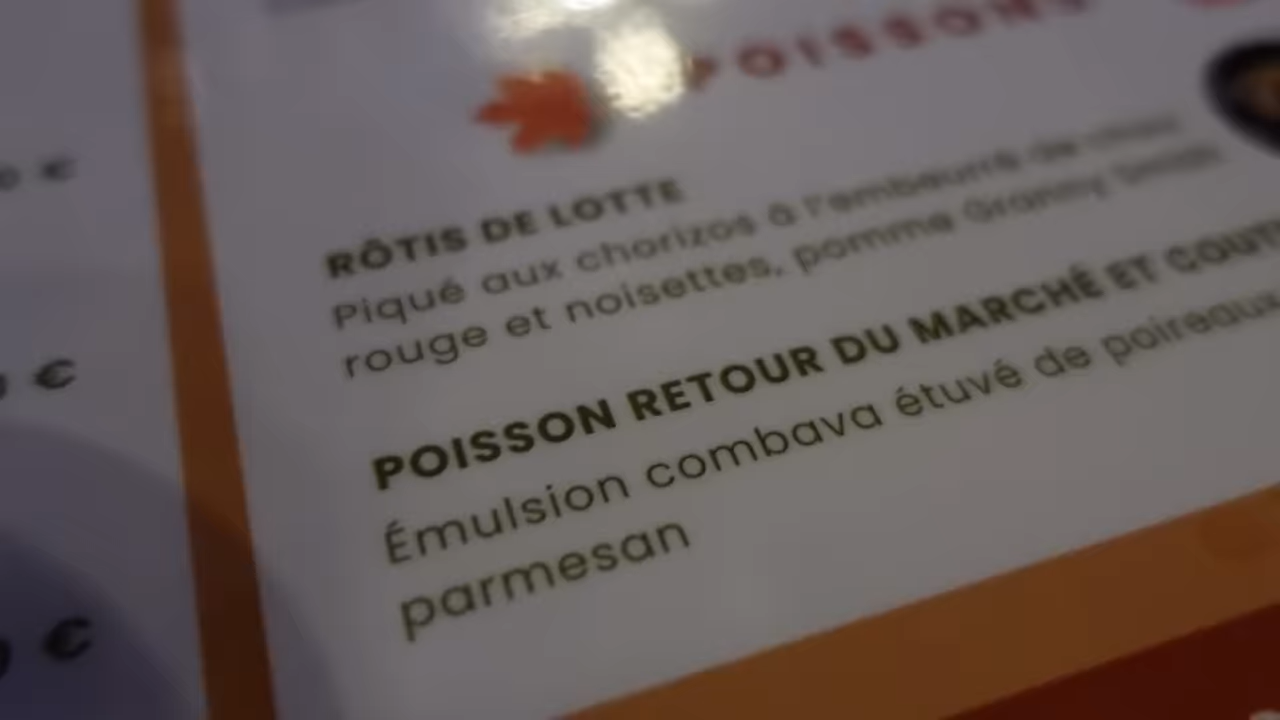 POISSONS
RÔTIS DE LOTTE
Piqué aux chorizos à l'embeurré de
rouge et noisettes, pomme Granny Smith
POISSON RETOUR DU MARCHÉ ET
Émulsion combava étuvé de poireaux
parmesan
€
€
€